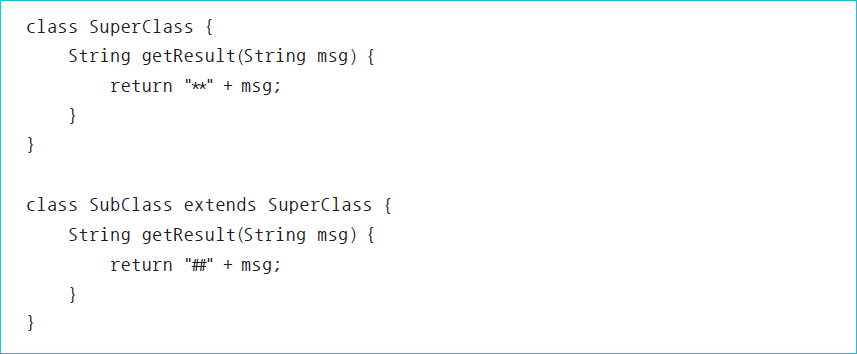 class SuperClass {
    String getResult(String msg) {
        return "**" + msg;
    }
}

class SubClass extends SuperClass {
    String getResult(String msg) {
        return "##" + msg;
    }
}